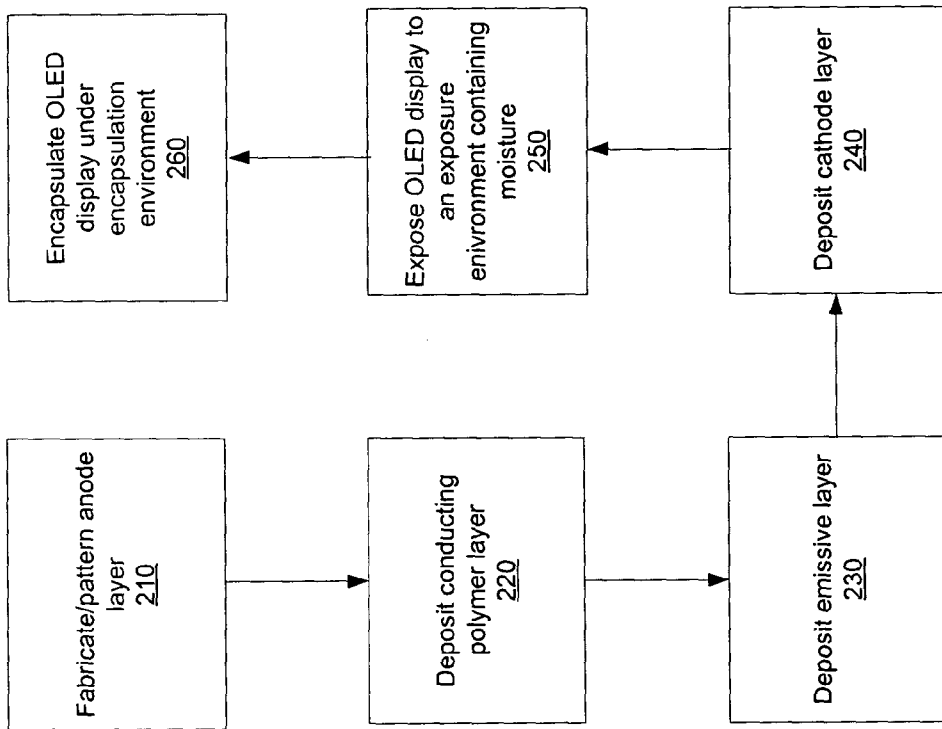 Fabricate/pattern anode
layer
210
Deposit conducting
polymer layer
220
Deposit emissive layer
230
Deposit cathode layer
240
Expose OLED display to
an exposure
enivronment containing
moisture
250
Encapsulate OLED
display under
encapsulation
environment
260